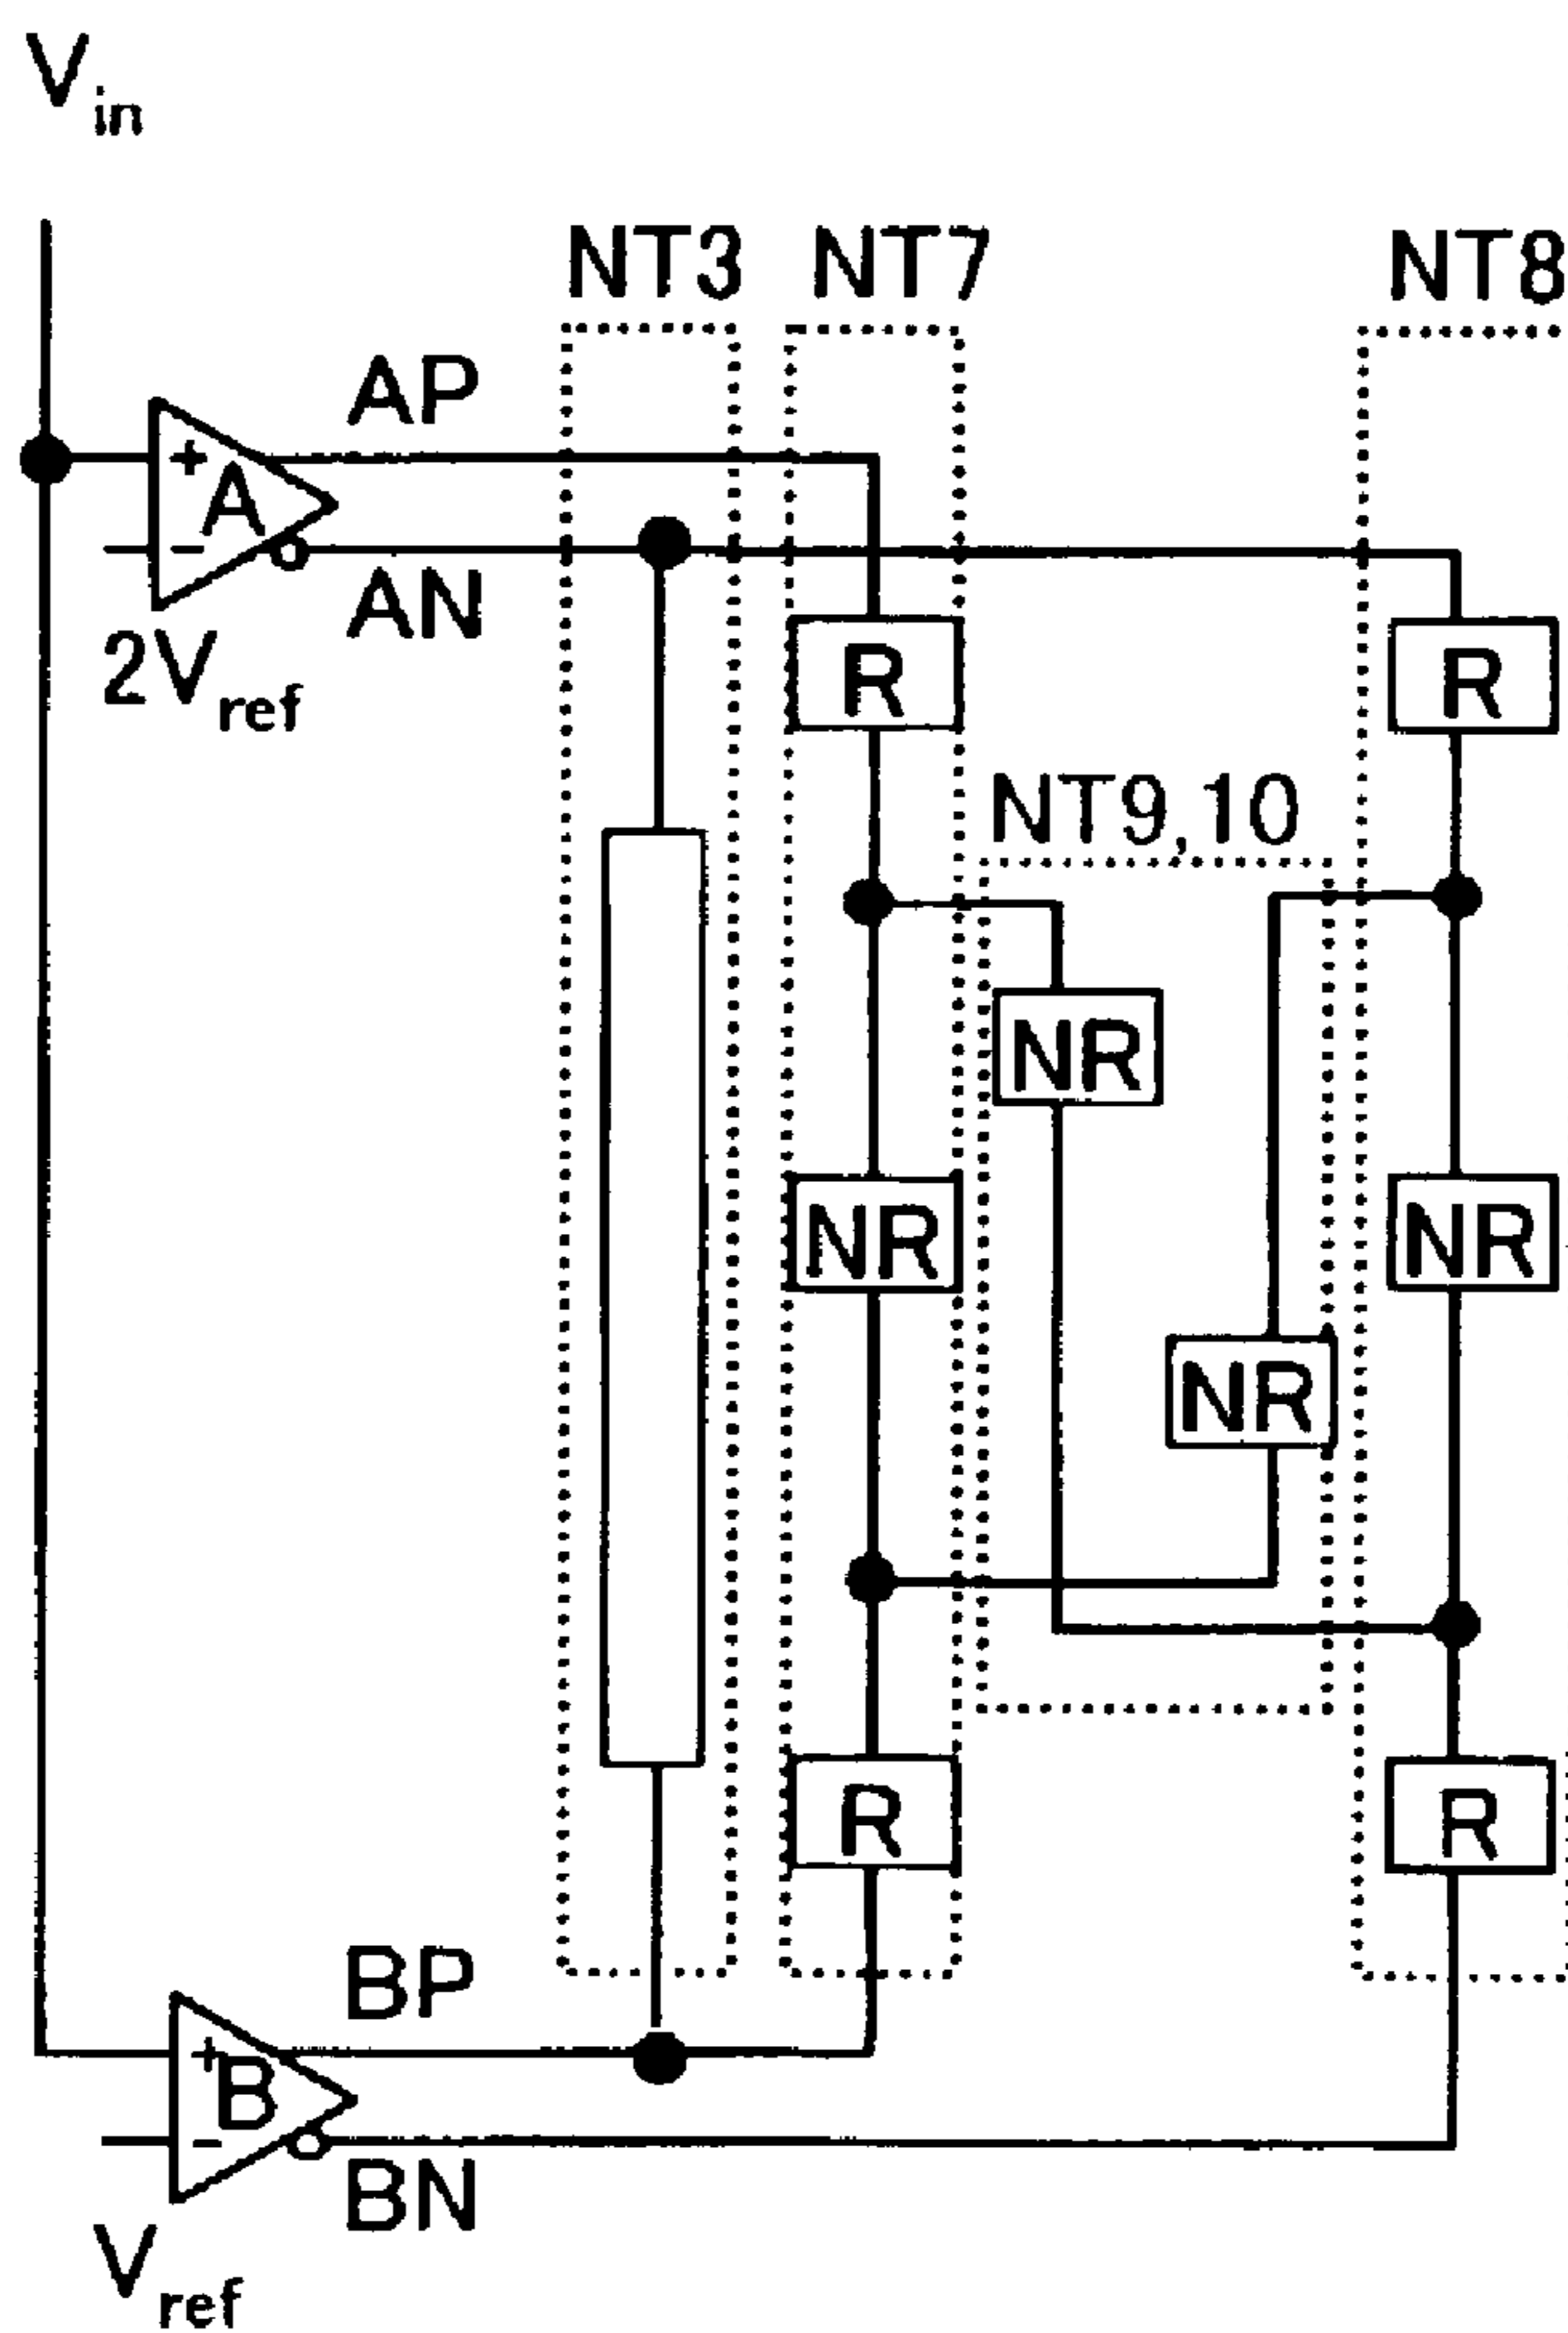 Vin
NT3
NT7
NT8
AP
+
A
-
AN
2Vref
R
R
NT9,10
NR
NR
NR
NR
R
R
BP
+
B
-
BN
Vref